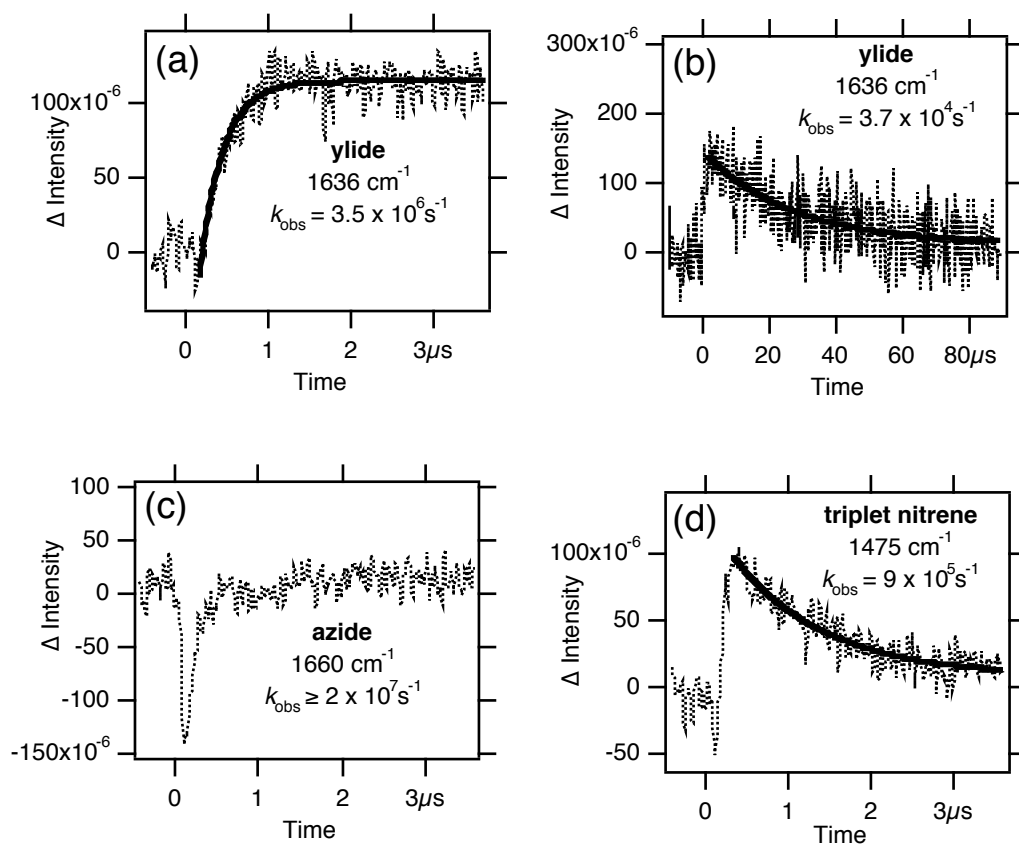 (a)
100x10⁻⁶
50
0
Δ Intensity
ylide
1636 cm⁻¹
k_obs = 3.5 x 10⁶s⁻¹
0 1 2 3µs
Time
(b)
300x10⁻⁶
200
100
0
Δ Intensity
ylide
1636 cm⁻¹
k_obs = 3.7 x 10⁴s⁻¹
0 20 40 60 80µs
Time
(c)
100
50
0
-50
-100
-150x10⁻⁶
Δ Intensity
azide
1660 cm⁻¹
k_obs ≥ 2 x 10⁷s⁻¹
0 1 2 3µs
Time
(d)
100x10⁻⁶
50
0
-50
Δ Intensity
triplet nitrene
1475 cm⁻¹
k_obs = 9 x 10⁵s⁻¹
0 1 2 3µs
Time